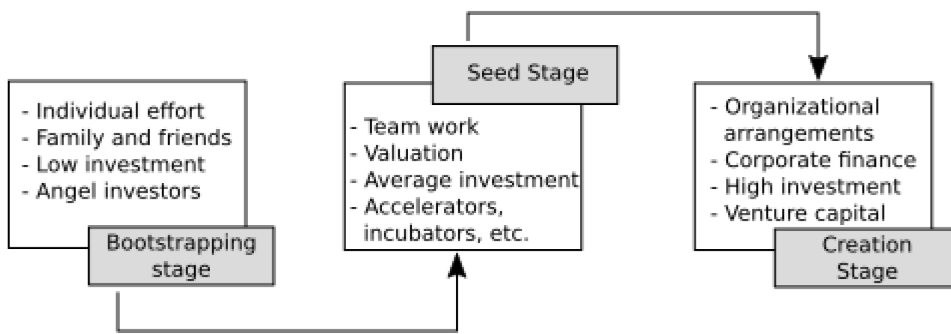 - Individual effort
- Family and friends
- Low investment
- Angel investors
Bootstrapping
stage
Seed Stage
- Team work
- Valuation
- Average investment
- Accelerators,
incubators, etc.
- Organizational
arrangements
- Corporate finance
- High investment
- Venture capital
Creation
Stage